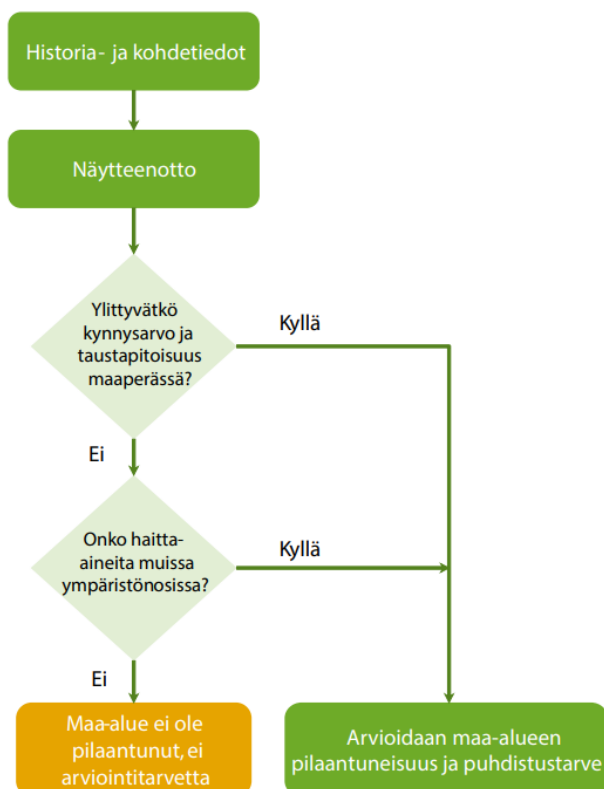 Historia- ja kohdetiedot
Näytteenotto
Ylittyvätkö
kynnysarvo ja
taustapitoisuus
maaperässä?
Kyllä
Ei
Onko haitta-
aineita muissa
ympäristönosissa?
Kyllä
Ei
Maa-alue ei ole
pilaantunut, ei
arviointitarvetta
Arvioidaan maa-alueen
pilaantuneisuus ja puhdistustarve